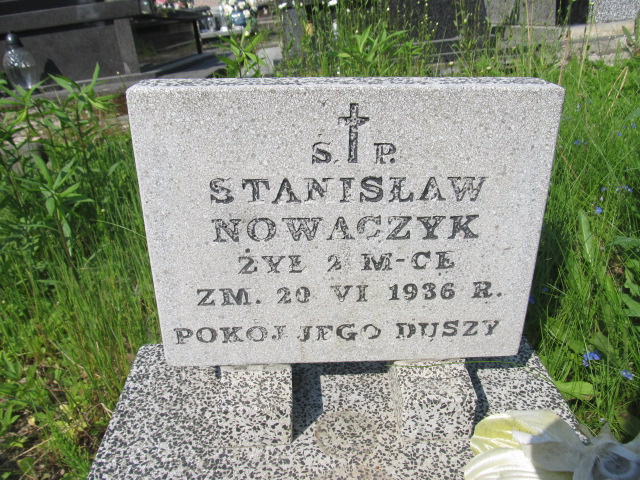 Ś. P.
STANISŁAW
NOWACZYK
ŻYŁ 2 M-CE
ZM. 20 VI 1936 R.
POKÓJ JEGO DUSZY